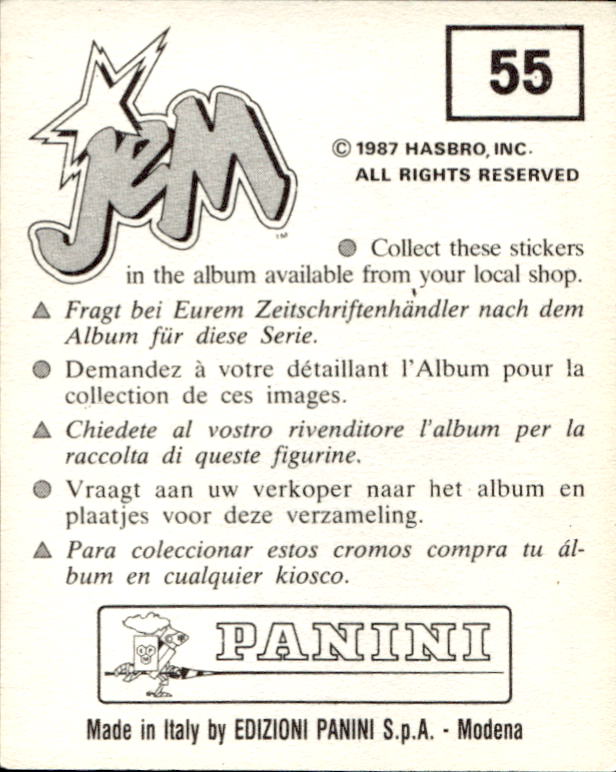 55
JEM
TM
© 1987 HASBRO, INC.
ALL RIGHTS RESERVED
● Collect these stickers
in the album available from your local shop.
▲ Fragt bei Eurem Zeitschriftenhändler nach dem
Album für diese Serie.
● Demandez à votre détaillant l'Album pour la
collection de ces images.
▲ Chiedete al vostro rivenditore l'album per la
raccolta di queste figurine.
● Vraagt aan uw verkoper naar het album en
plaatjes voor deze verzameling.
▲ Para coleccionar estos cromos compra tu ál-
bum en cualquier kiosco.
PANINI
Made in Italy by EDIZIONI PANINI S.p.A. - Modena